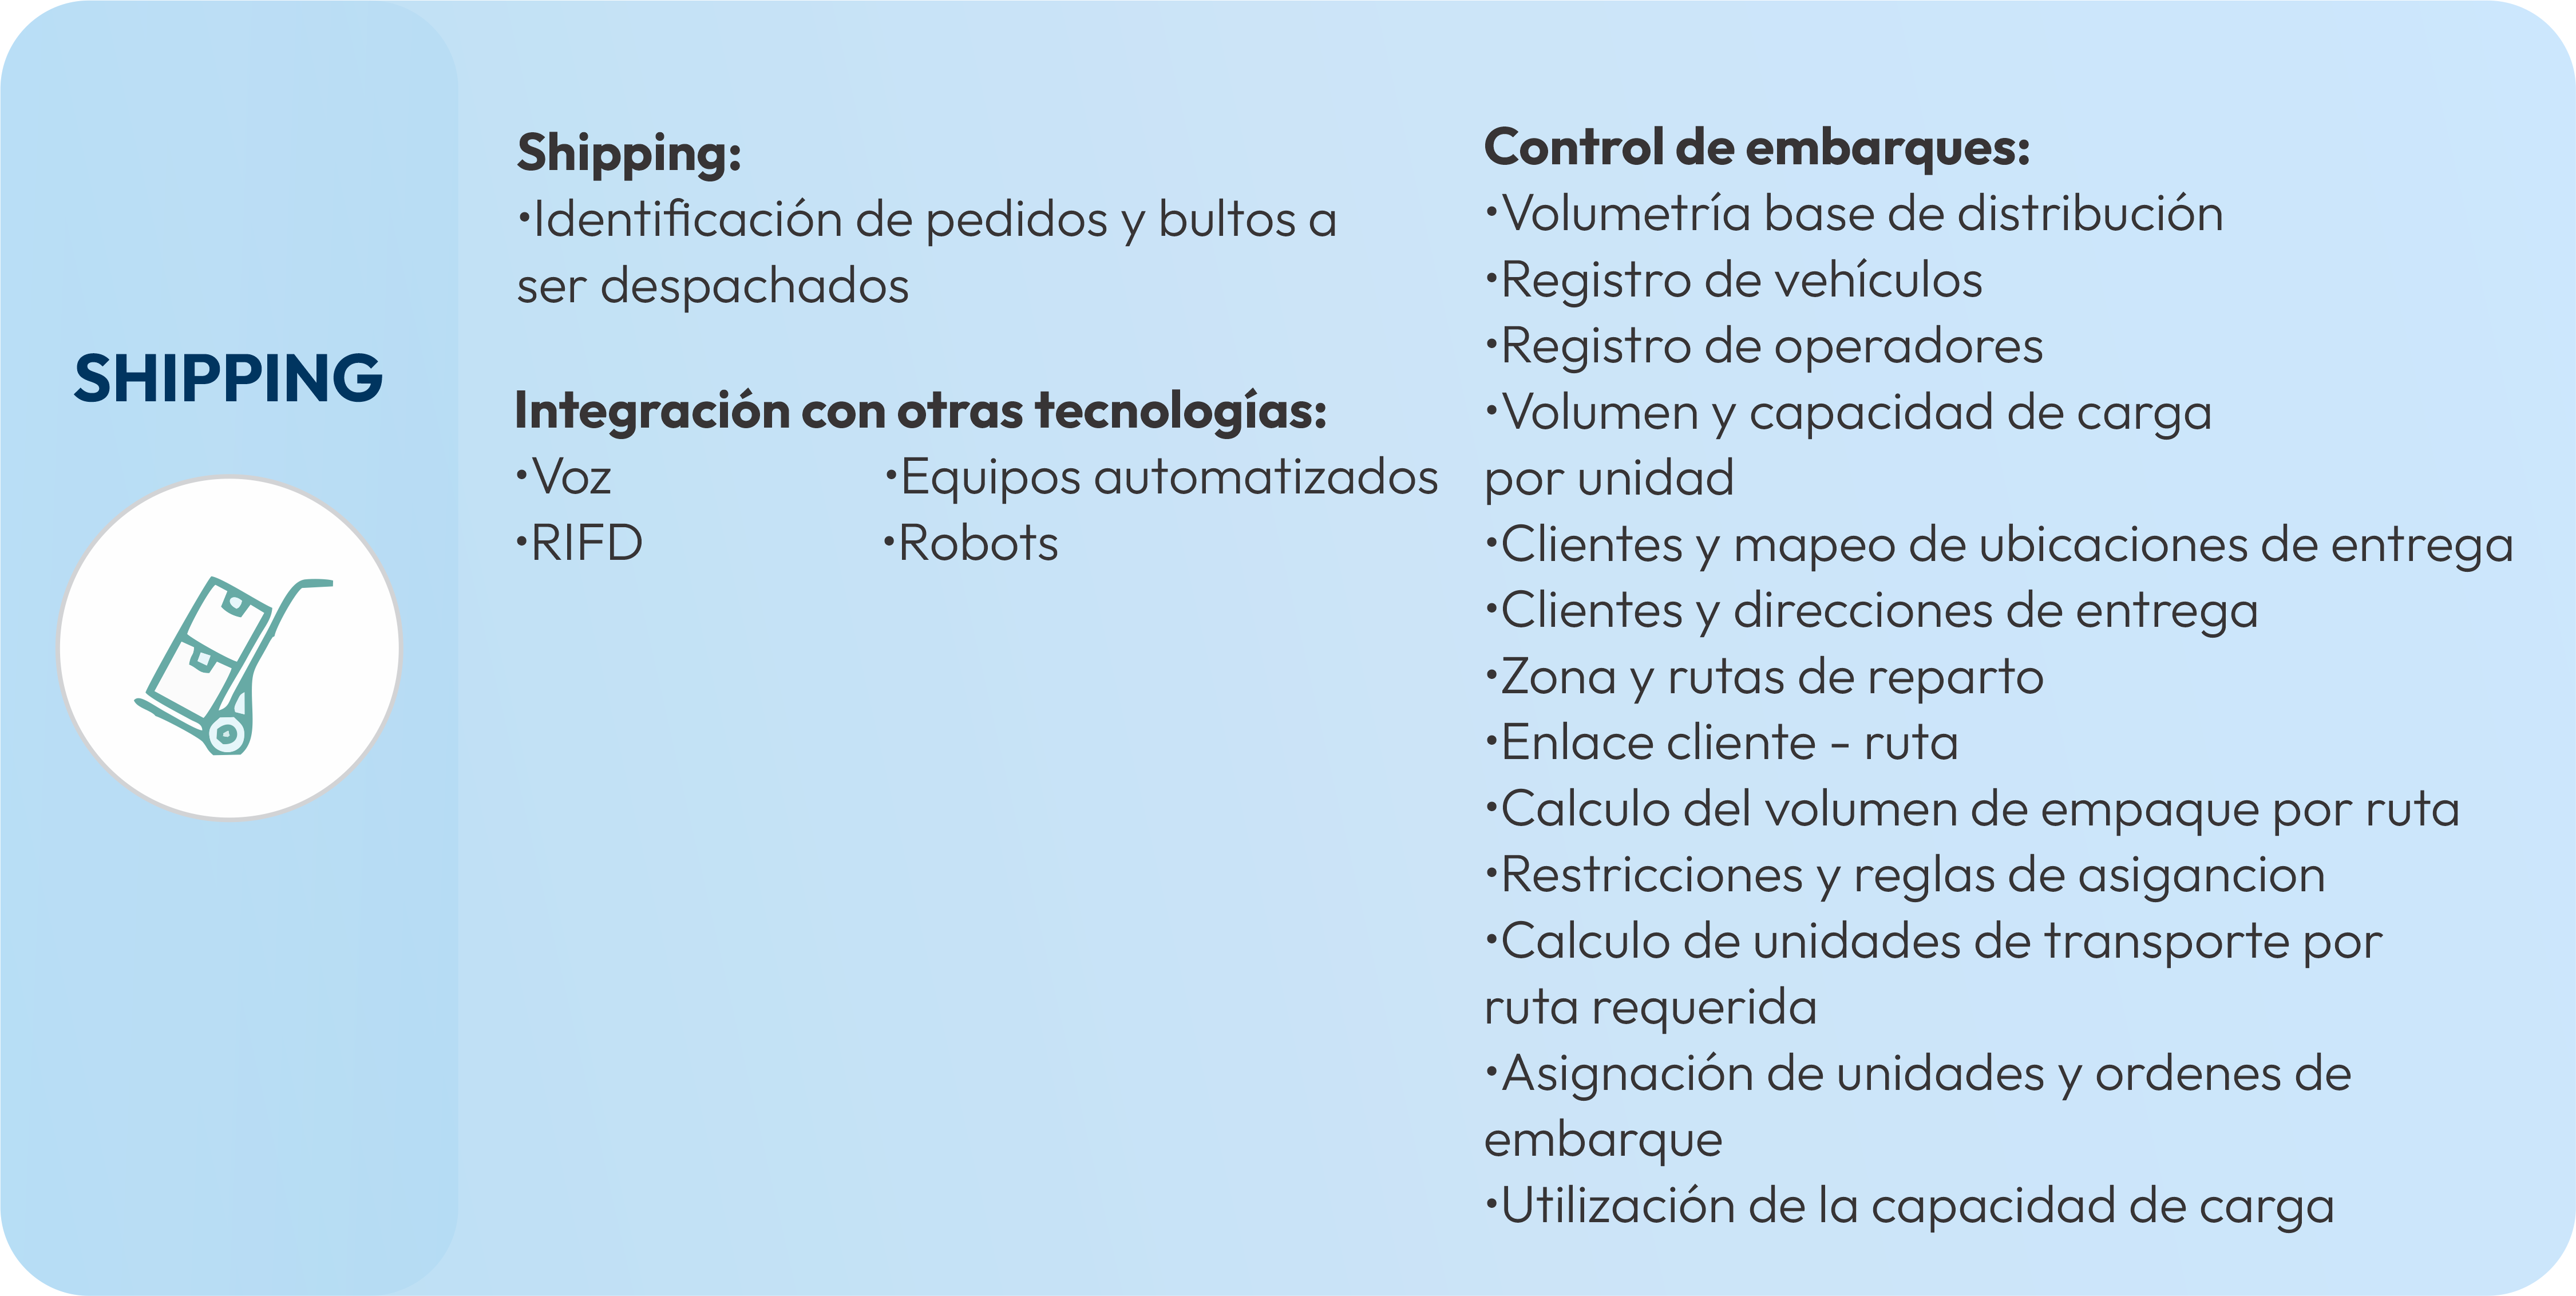 SHIPPING
Shipping:
•Identificación de pedidos y bultos a
ser despachados
Integración con otras tecnologías:
•Voz
•RIFD
•Equipos automatizados
•Robots
Control de embarques:
•Volumetría base de distribución
•Registro de vehículos
•Registro de operadores
•Volumen y capacidad de carga
por unidad
•Clientes y mapeo de ubicaciones de entrega
•Clientes y direcciones de entrega
•Zona y rutas de reparto
•Enlace cliente - ruta
•Calculo del volumen de empaque por ruta
•Restricciones y reglas de asigancion
•Calculo de unidades de transporte por
ruta requerida
•Asignación de unidades y ordenes de
embarque
•Utilización de la capacidad de carga